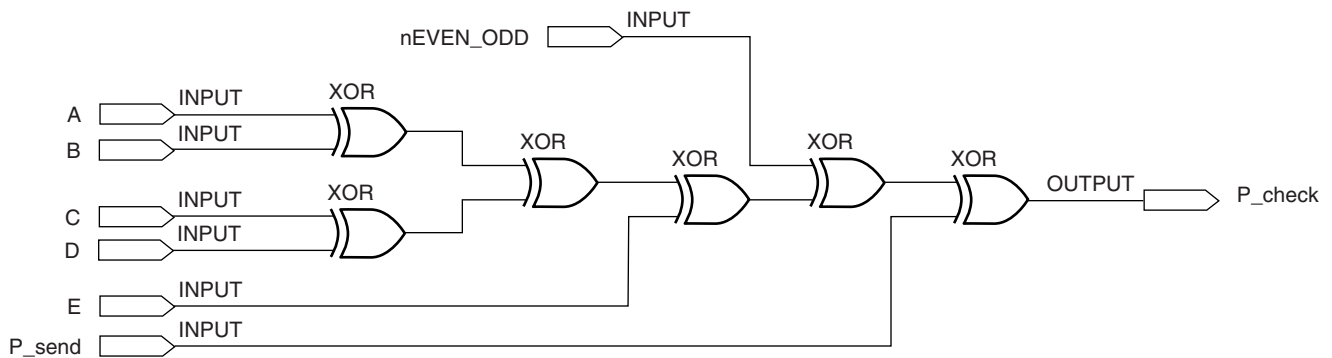 nEVEN_ODD INPUT
A INPUT XOR
B INPUT
XOR
XOR
XOR
XOR
C INPUT XOR
D INPUT
OUTPUT P_check
E INPUT
P_send INPUT